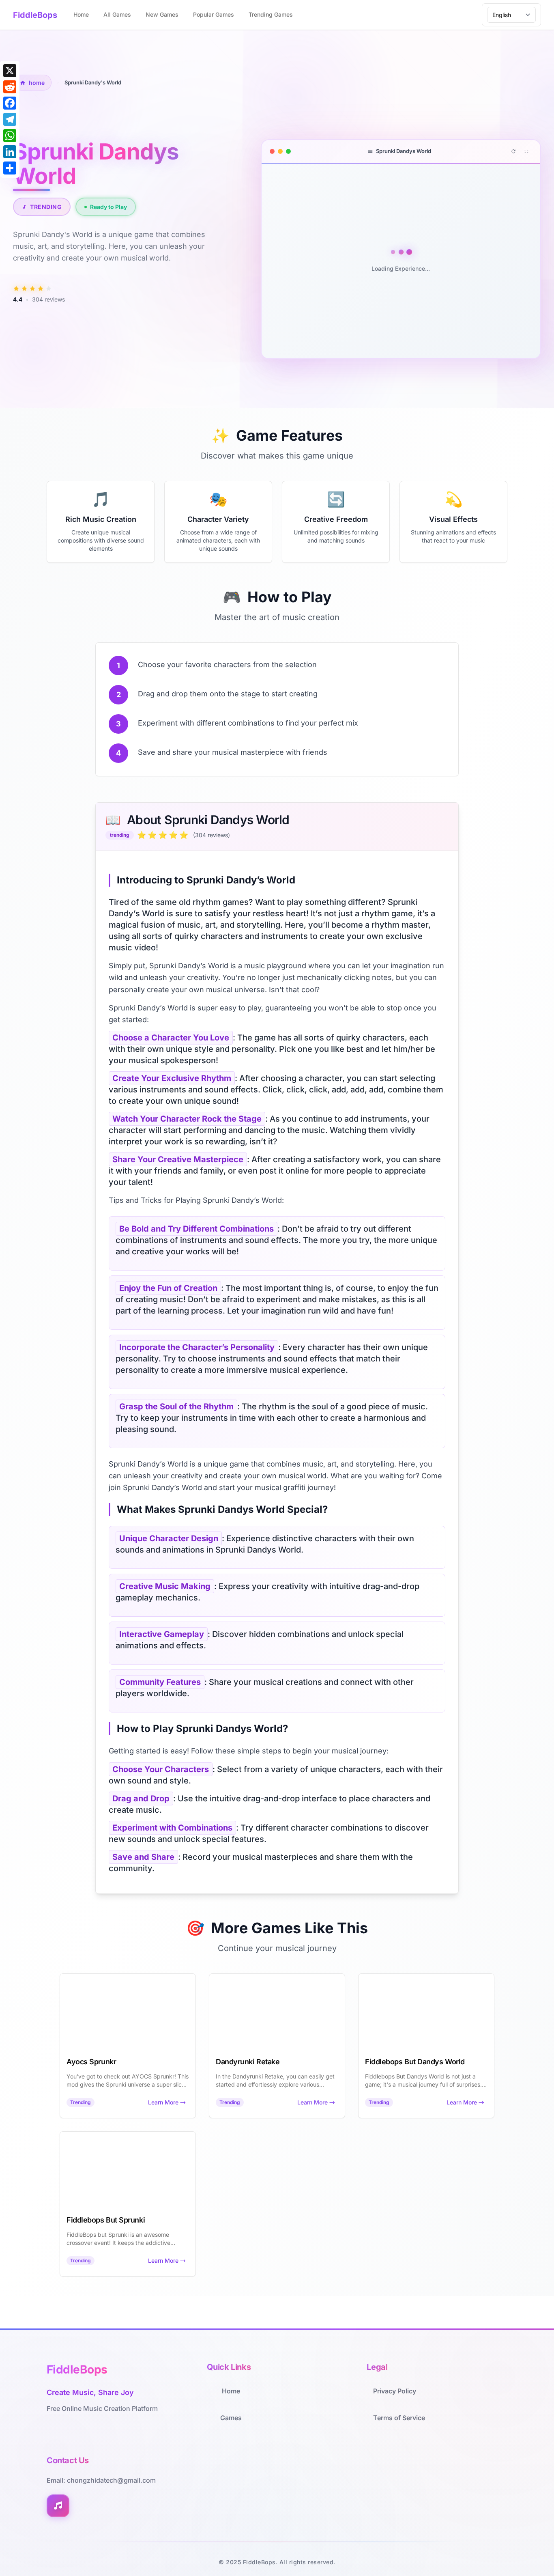 FiddleBops
Home
All Games
New Games
Popular Games
Trending Games
English
home
Sprunki Dandy's World
Sprunki Dandys
World
TRENDING
Ready to Play
Sprunki Dandy's World is a unique game that combines
music, art, and storytelling. Here, you can unleash your
creativity and create your own musical world.
4.4
304 reviews
Sprunki Dandys World
Loading Experience...
Game Features
Discover what makes this game unique
Rich Music Creation
Create unique musical
compositions with diverse sound
elements
Character Variety
Choose from a wide range of
animated characters, each with
unique sounds
Creative Freedom
Unlimited possibilities for mixing
and matching sounds
Visual Effects
Stunning animations and effects
that react to your music
How to Play
Master the art of music creation
1
Choose your favorite characters from the selection
2
Drag and drop them onto the stage to start creating
3
Experiment with different combinations to find your perfect mix
4
Save and share your musical masterpiece with friends
About Sprunki Dandys World
trending
(304 reviews)
Introducing to Sprunki Dandy's World
Tired of the same old rhythm games? Want to play something different? Sprunki
Dandy's World is sure to satisfy your restless heart! It's not just a rhythm game, it's a
magical fusion of music, art, and storytelling. Here, you'll become a rhythm master,
using all sorts of quirky characters and instruments to create your own exclusive
music video!
Simply put, Sprunki Dandy's World is a music playground where you can let your imagination run
wild and unleash your creativity. You're no longer just mechanically clicking notes, but you can
personally create your own musical universe. Isn't that cool?
Sprunki Dandy's World is super easy to play, guaranteeing you won't be able to stop once you
get started:
Choose a Character You Love : The game has all sorts of quirky characters, each
with their own unique style and personality. Pick one you like best and let him/her be
your musical spokesperson!
Create Your Exclusive Rhythm : After choosing a character, you can start selecting
various instruments and sound effects. Click, click, click, add, add, add, combine them
to create your own unique sound!
Watch Your Character Rock the Stage : As you continue to add instruments, your
character will start performing and dancing to the music. Watching them vividly
interpret your work is so rewarding, isn't it?
Share Your Creative Masterpiece : After creating a satisfactory work, you can share
it with your friends and family, or even post it online for more people to appreciate
your talent!
Tips and Tricks for Playing Sprunki Dandy's World:
Be Bold and Try Different Combinations : Don't be afraid to try out different
combinations of instruments and sound effects. The more you try, the more unique
and creative your works will be!
Enjoy the Fun of Creation : The most important thing is, of course, to enjoy the fun
of creating music! Don't be afraid to experiment and make mistakes, as this is all
part of the learning process. Let your imagination run wild and have fun!
Incorporate the Character's Personality : Every character has their own unique
personality. Try to choose instruments and sound effects that match their
personality to create a more immersive musical experience.
Grasp the Soul of the Rhythm : The rhythm is the soul of a good piece of music.
Try to keep your instruments in time with each other to create a harmonious and
pleasing sound.
Sprunki Dandy's World is a unique game that combines music, art, and storytelling. Here, you
can unleash your creativity and create your own musical world. What are you waiting for? Come
join Sprunki Dandy's World and start your musical graffiti journey!
What Makes Sprunki Dandys World Special?
Unique Character Design : Experience distinctive characters with their own
sounds and animations in Sprunki Dandys World.
Creative Music Making : Express your creativity with intuitive drag-and-drop
gameplay mechanics.
Interactive Gameplay : Discover hidden combinations and unlock special
animations and effects.
Community Features : Share your musical creations and connect with other
players worldwide.
How to Play Sprunki Dandys World?
Getting started is easy! Follow these simple steps to begin your musical journey:
Choose Your Characters : Select from a variety of unique characters, each with their
own sound and style.
Drag and Drop : Use the intuitive drag-and-drop interface to place characters and
create music.
Experiment with Combinations : Try different character combinations to discover
new sounds and unlock special features.
Save and Share : Record your musical masterpieces and share them with the
community.
More Games Like This
Continue your musical journey
Ayocs Sprunkr
You've got to check out AYOCS Sprunkr! This
mod gives the Sprunki universe a super slic...
Trending
Learn More →
Dandyrunki Retake
In the Dandyrunki Retake, you can easily get
started and effortlessly explore various...
Trending
Learn More →
Fiddlebops But Dandys World
Fiddlebops But Dandys World is not just a
game; it's a musical journey full of surprises....
Trending
Learn More →
Fiddlebops But Sprunki
FiddleBops but Sprunki is an awesome
crossover event! It keeps the addictive...
Trending
Learn More →
FiddleBops
Create Music, Share Joy
Free Online Music Creation Platform
Quick Links
Home
Games
Legal
Privacy Policy
Terms of Service
Contact Us
Email: chongzhidatech@gmail.com
© 2025 FiddleBops. All rights reserved.